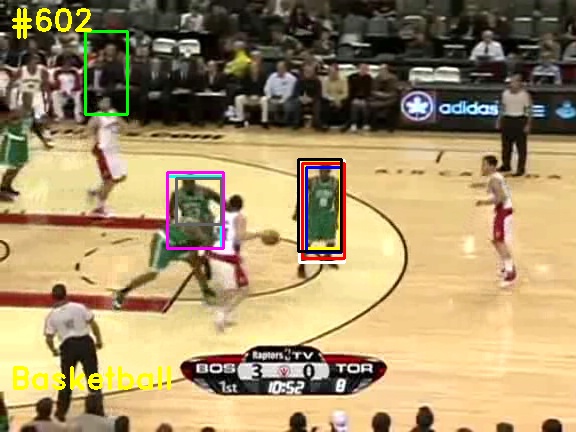 #602
adidas
Basketball
Raptors TV
BOS 3 0 TOR
1st 10:52 8